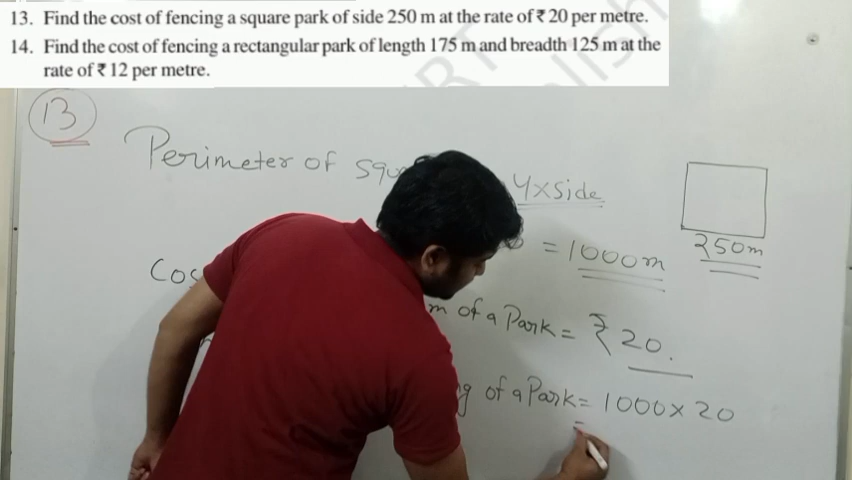 13. Find the cost of fencing a square park of side 250 m at the rate of ₹ 20 per metre.
14. Find the cost of fencing a rectangular park of length 175 m and breadth 125 m at the
rate of ₹ 12 per metre.
13
Perimeter of squ 4×side
= 1000m
250m
Cos
m of a Park = ₹ 20.
g of a Park = 1000 × 20
=